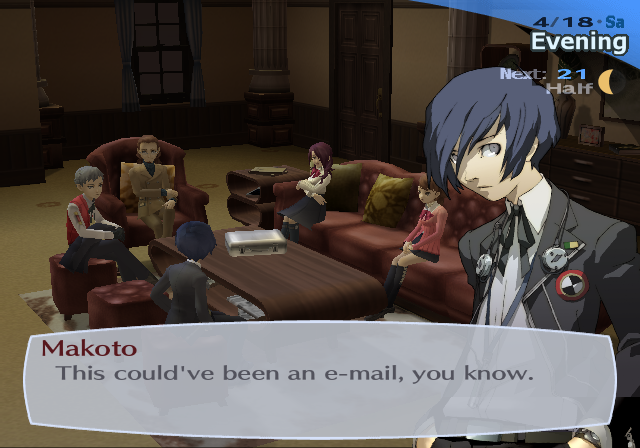 4/18・Sa
Evening
Next: 21
Half
Makoto
This could've been an e-mail, you know.